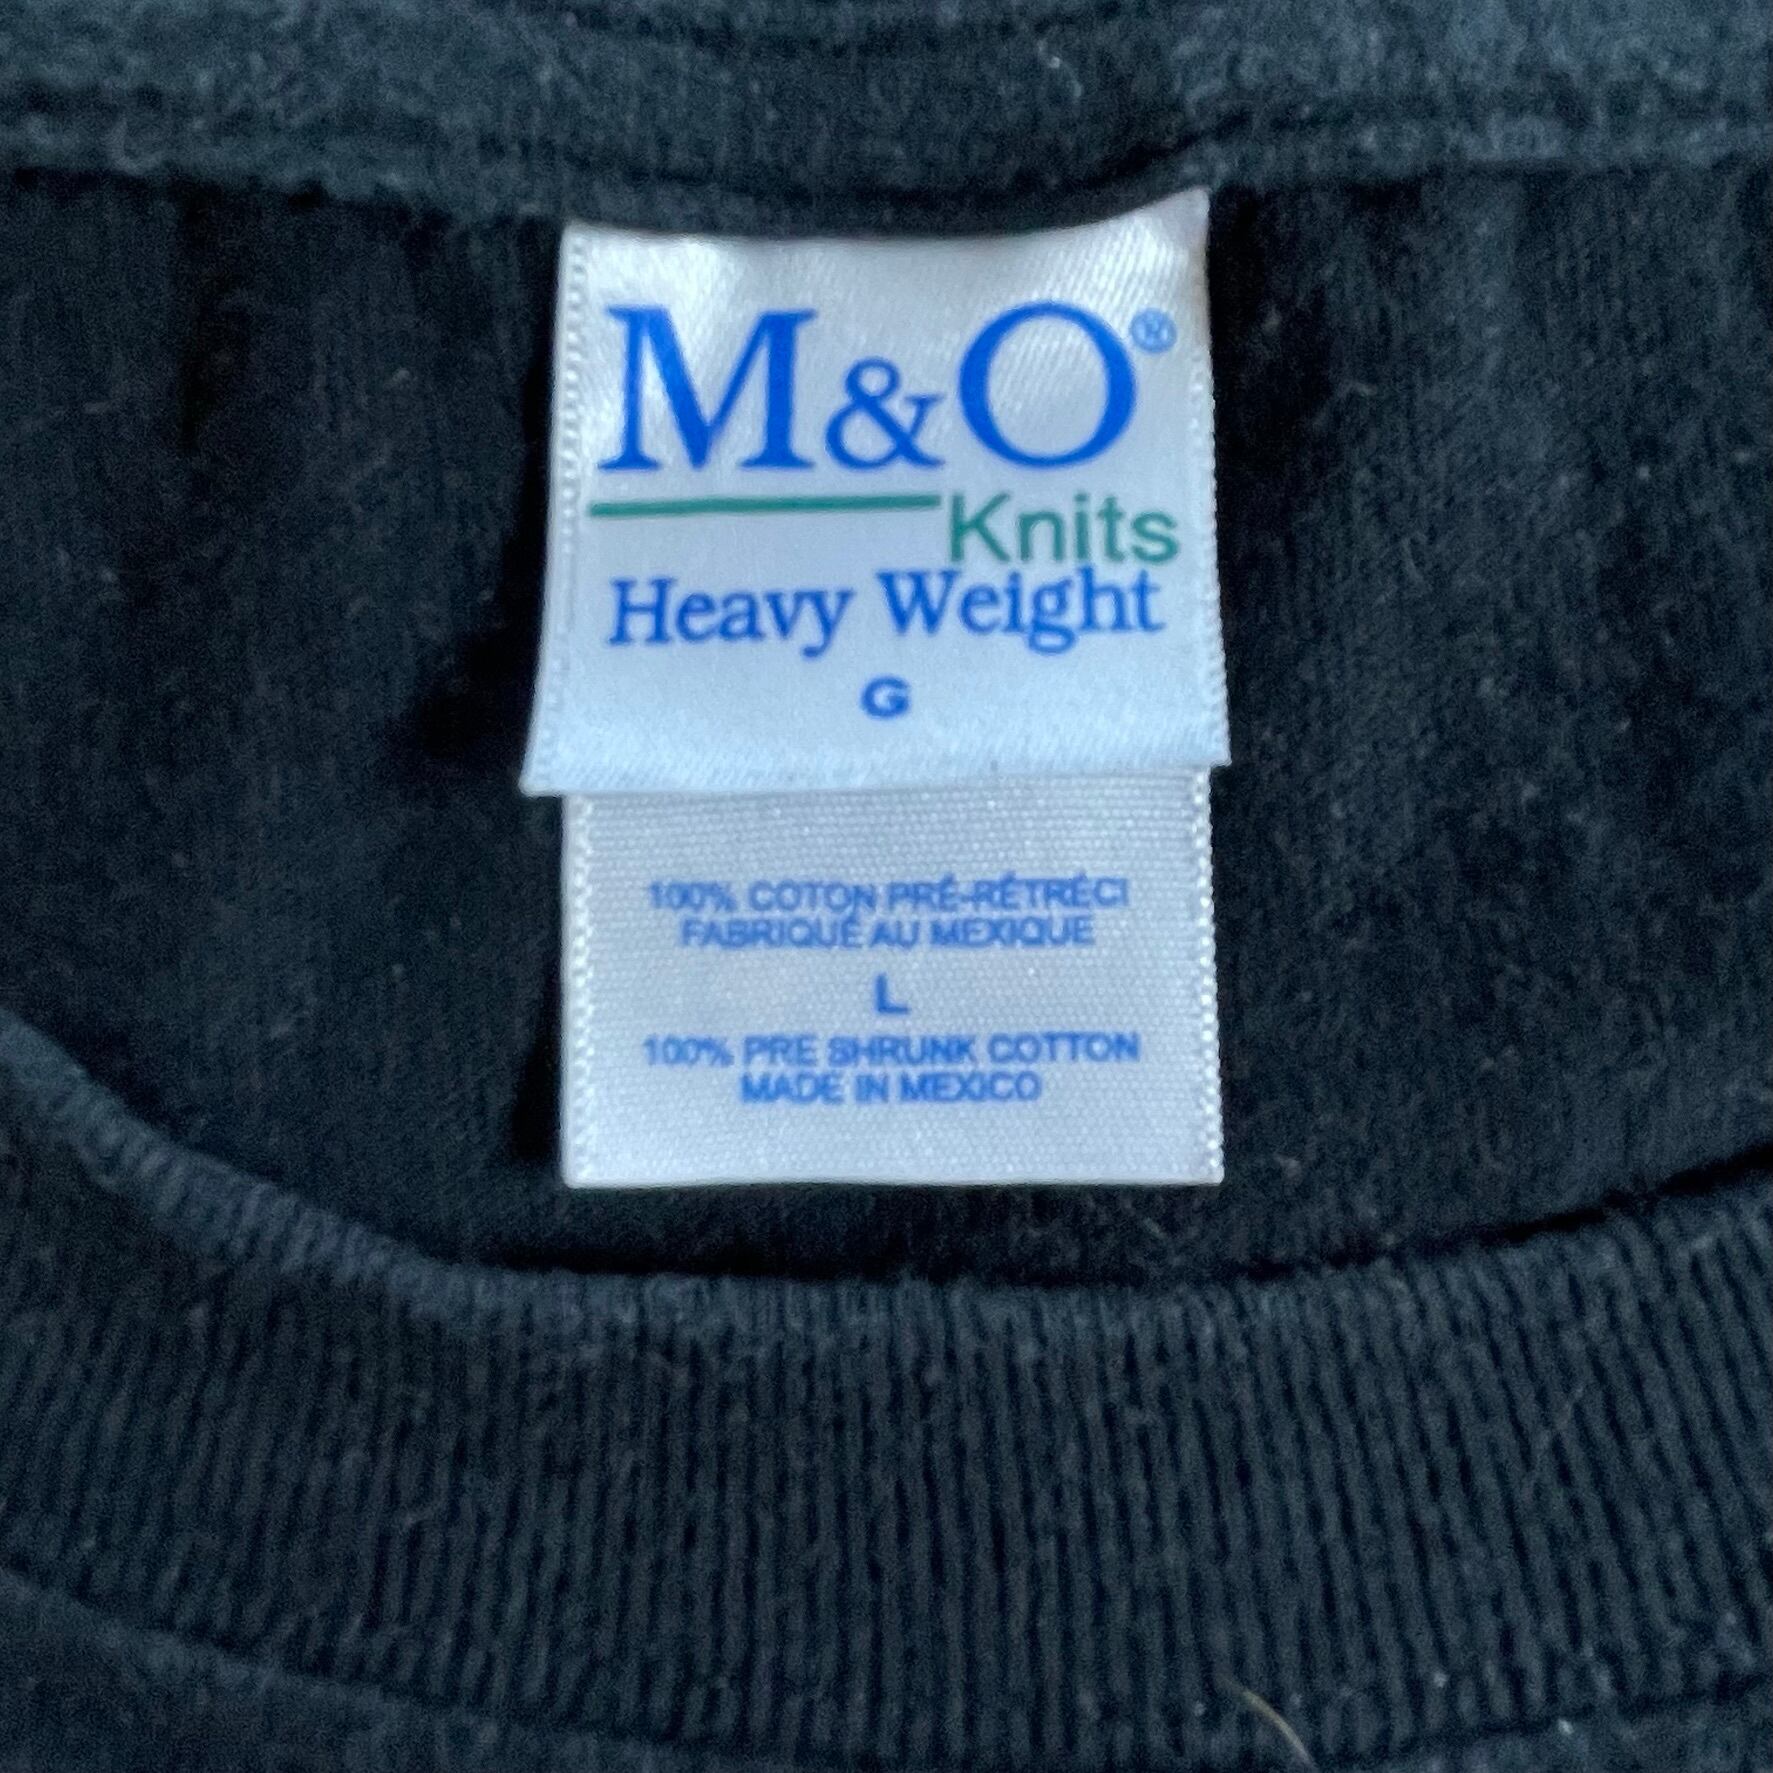 M&O®
Knits
Heavy Weight
G
100% COTON PRÉ-RÉTRÉCI
FABRIQUÉ AU MEXIQUE
L
100% PRE SHRUNK COTTON
MADE IN MEXICO